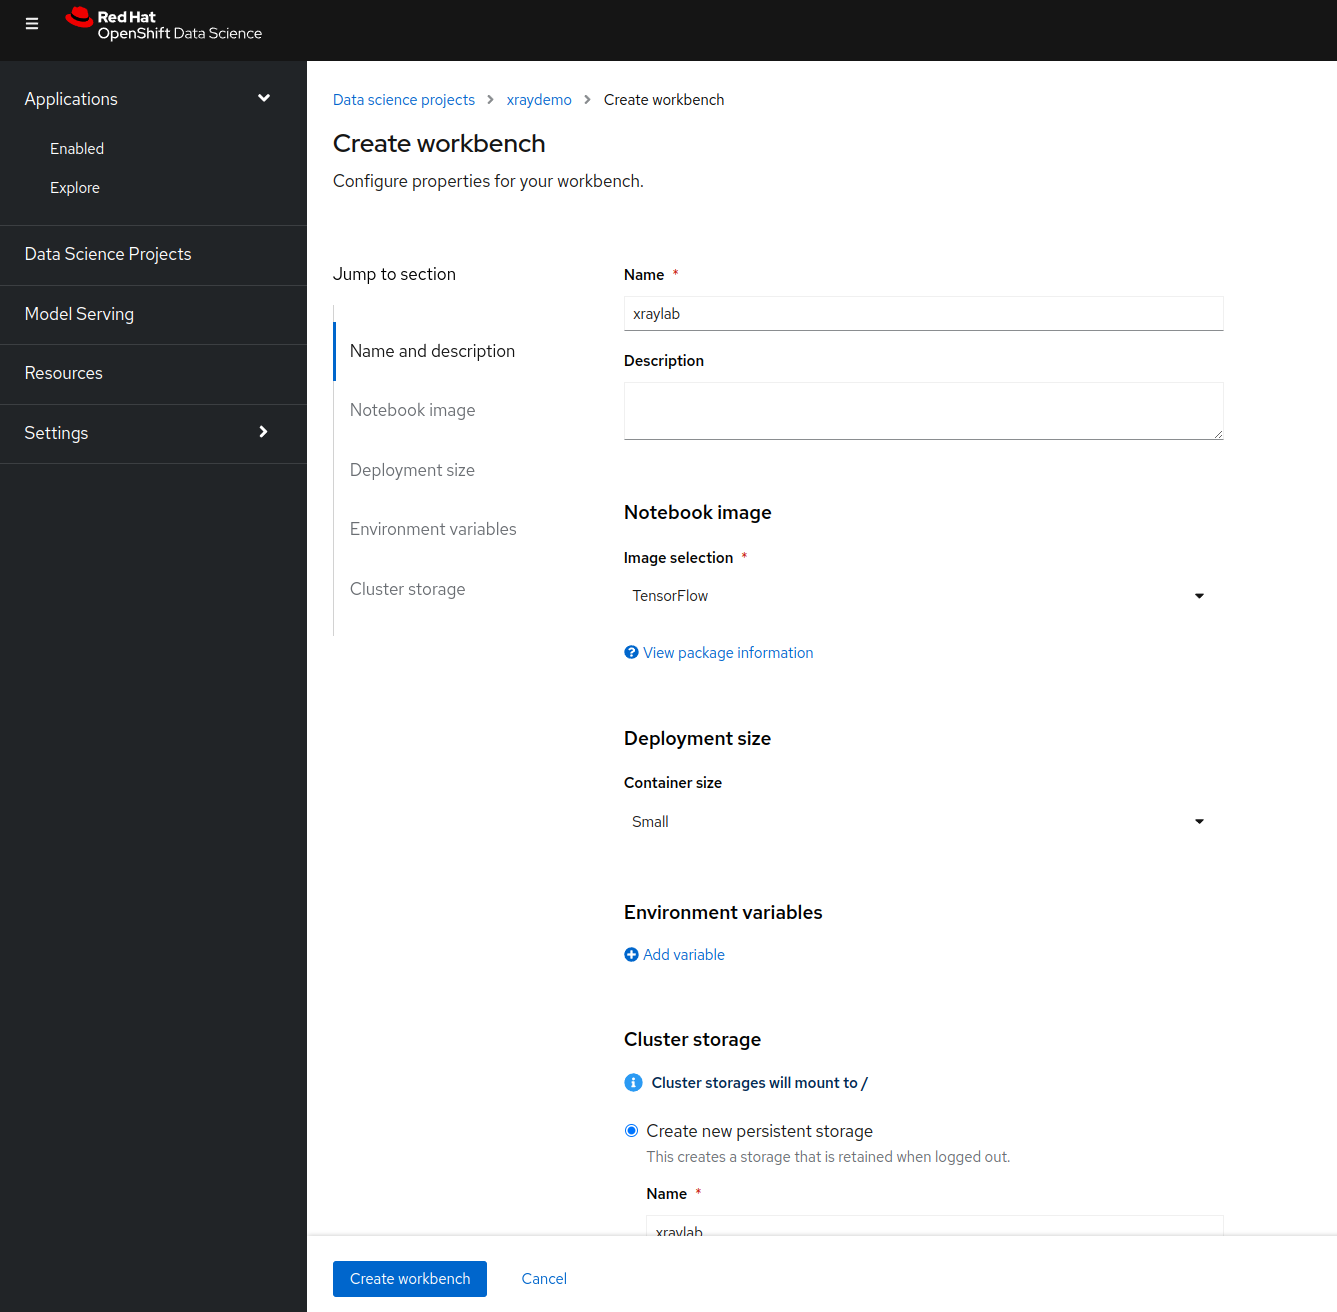 Red Hat
OpenShift Data Science
Applications
Enabled
Explore
Data Science Projects
Model Serving
Resources
Settings
Data science projects > xraydemo > Create workbench
Create workbench
Configure properties for your workbench.
Jump to section
Name and description
Notebook image
Deployment size
Environment variables
Cluster storage
Name *
xraylab
Description
Notebook image
Image selection *
TensorFlow
View package information
Deployment size
Container size
Small
Environment variables
Add variable
Cluster storage
Cluster storages will mount to /
Create new persistent storage
This creates a storage that is retained when logged out.
Name *
xraylab
Create workbench
Cancel